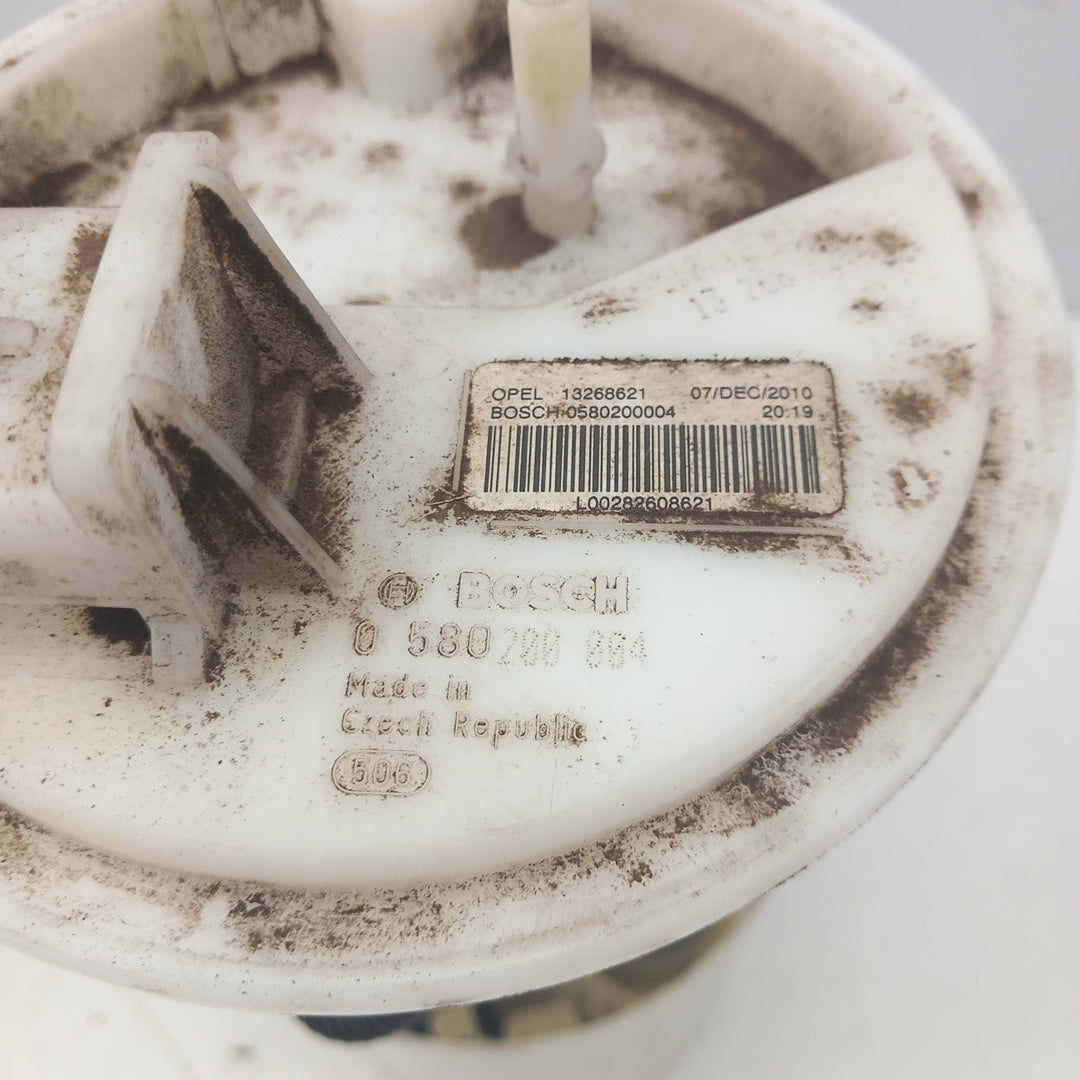 OPEL 13268621 07/DEC/2010
BOSCH 0580200004 20:19
L00282608621
BOSCH
0 580 200 004
Made in
Czech Republic
506